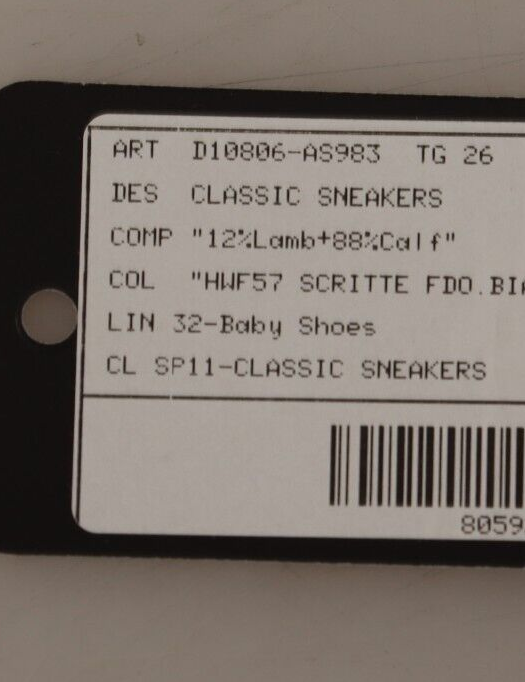 ART D10806-AS983 TG 26
DES CLASSIC SNEAKERS
COMP "12%Lamb+88%Calf"
COL "HWF57 SCRITTE FDO.BIA
LIN 32-Baby Shoes
CL SP11-CLASSIC SNEAKERS
8059